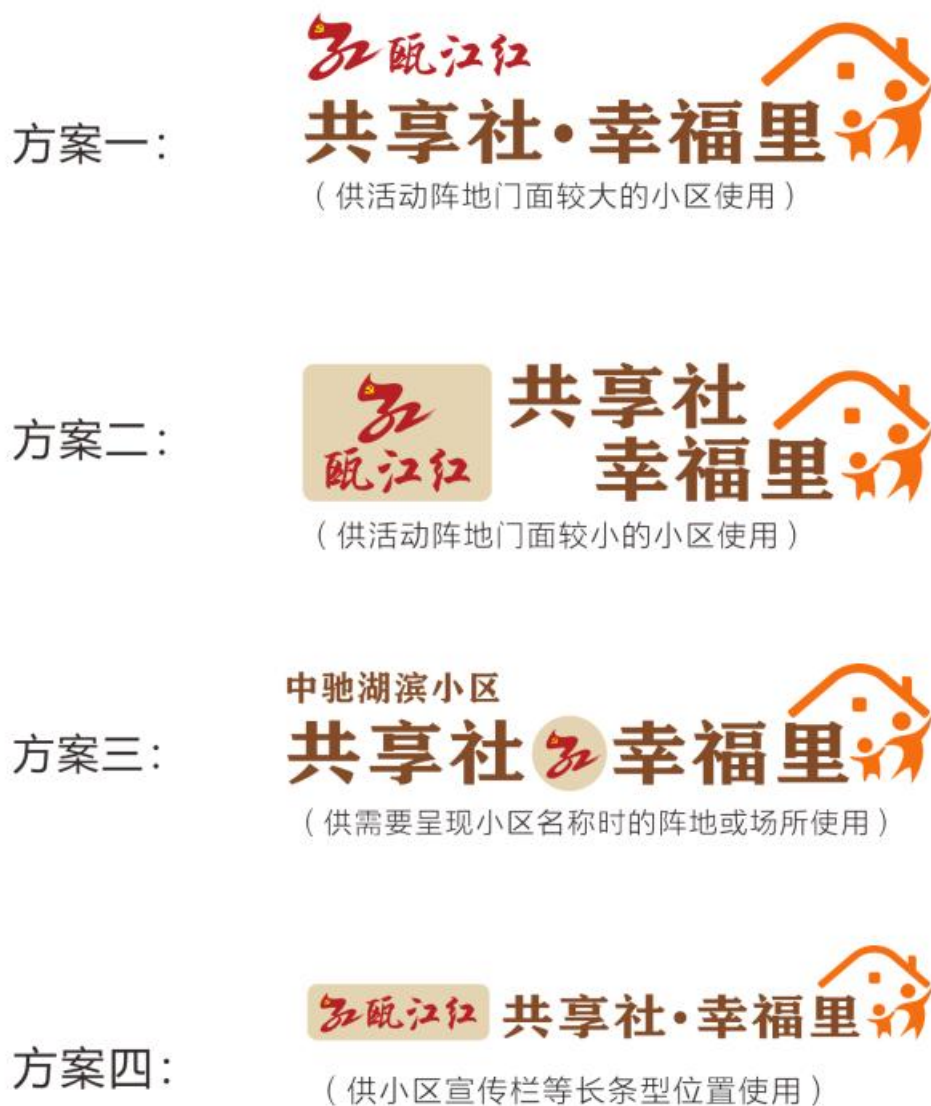 红 瓯江红
方案一：
共享社·幸福里
（供活动阵地门面较大的小区使用）
方案二：
红
瓯江红
共享社
幸福里
（供活动阵地门面较小的小区使用）
中驰湖滨小区
方案三：
共享社 红 幸福里
（供需要呈现小区名称时的阵地或场所使用）
方案四：
红 瓯江红 共享社·幸福里
（供小区宣传栏等长条型位置使用）